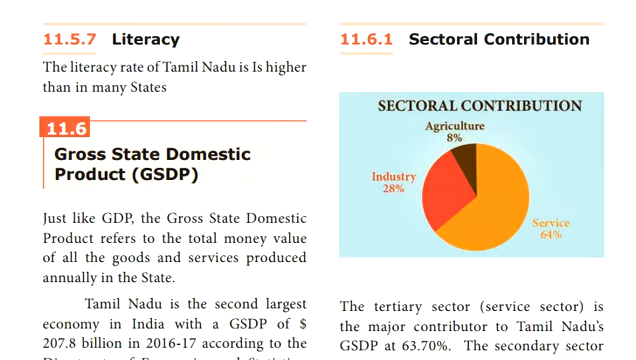 11.5.7 Literacy
The literacy rate of Tamil Nadu is Is higher
than in many States
11.6
Gross State Domestic
Product (GSDP)
Just like GDP, the Gross State Domestic
Product refers to the total money value
of all the goods and services produced
annually in the State.
Tamil Nadu is the second largest
economy in India with a GSDP of $
207.8 billion in 2016-17 according to the
11.6.1 Sectoral Contribution
SECTORAL CONTRIBUTION
Agriculture
8%
Industry
28%
Service
64%
The tertiary sector (service sector) is
the major contributor to Tamil Nadu's
GSDP at 63.70%. The secondary sector